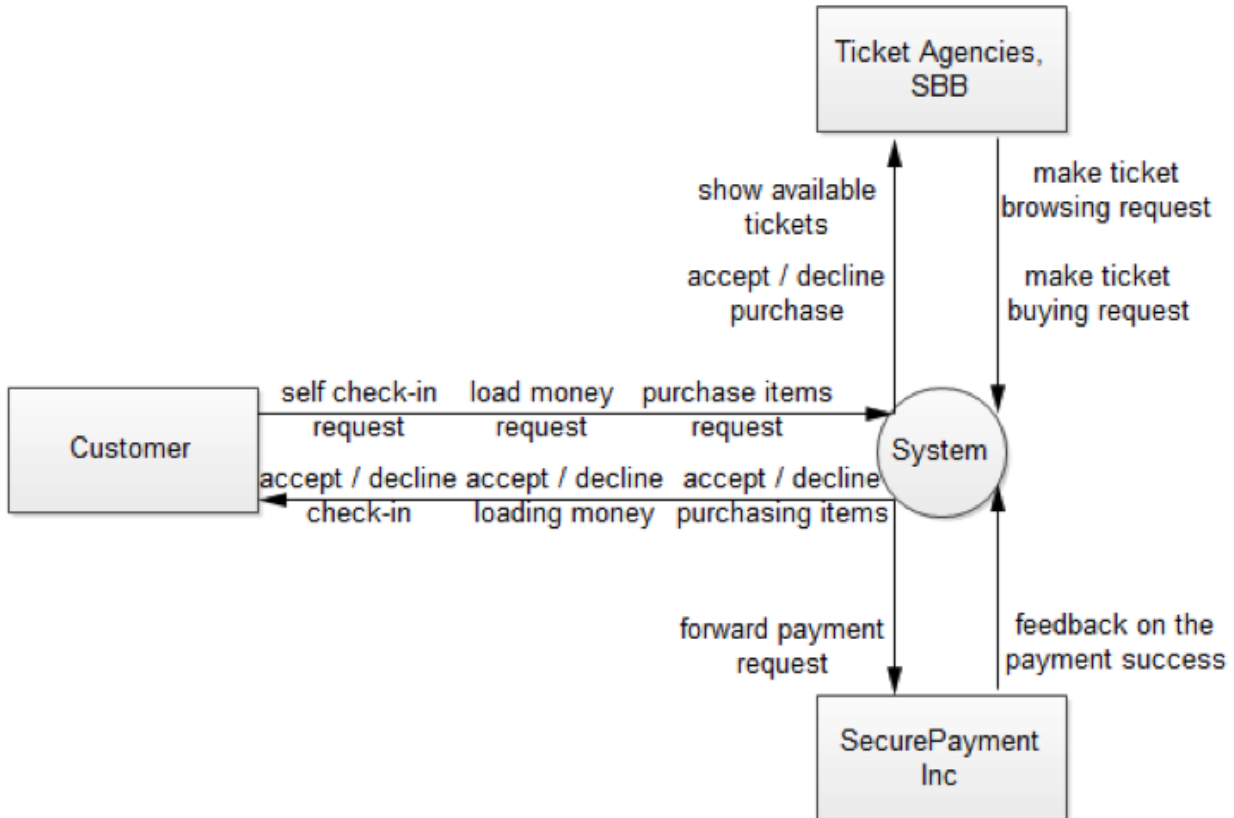 Ticket Agencies,
SBB
show available
tickets
make ticket
browsing request
accept / decline
purchase
make ticket
buying request
self check-in
request
load money
request
purchase items
request
Customer
System
accept / decline
check-in
accept / decline
loading money
accept / decline
purchasing items
forward payment
request
feedback on the
payment success
SecurePayment
Inc